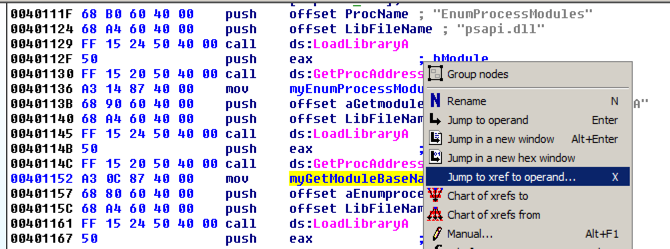 0040111F 68 B0 60 40 00 push offset ProcName ; "EnumProcessModules"
00401124 68 A4 60 40 00 push offset LibFileName ; "psapi.dll"
00401129 FF 15 24 50 40 00 call ds:LoadLibraryA
0040112F 50 push eax ; hModule
00401130 FF 15 20 50 40 00 call ds:GetProcAddress
00401136 A3 14 87 40 00 mov myEnumProcessModu
0040113B 68 90 60 40 00 push offset aGetmodule A"
00401140 68 A4 60 40 00 push offset LibFileName
00401145 FF 15 24 50 40 00 call ds:LoadLibraryA
0040114B 50 push eax ;
0040114C FF 15 20 50 40 00 call ds:GetProcAddress
00401152 A3 0C 87 40 00 mov myGetModuleBaseNa
00401157 68 80 60 40 00 push offset aEnumproce
0040115C 68 A4 60 40 00 push offset LibFileName
00401161 FF 15 24 50 40 00 call ds:LoadLibraryA
00401167 50 push eax ;
Group nodes
N Rename N
Jump to operand Enter
Jump in a new window Alt+Enter
Jump in a new hex window
Jump to xref to operand... X
Chart of xrefs to
Chart of xrefs from
Manual... Alt+F1